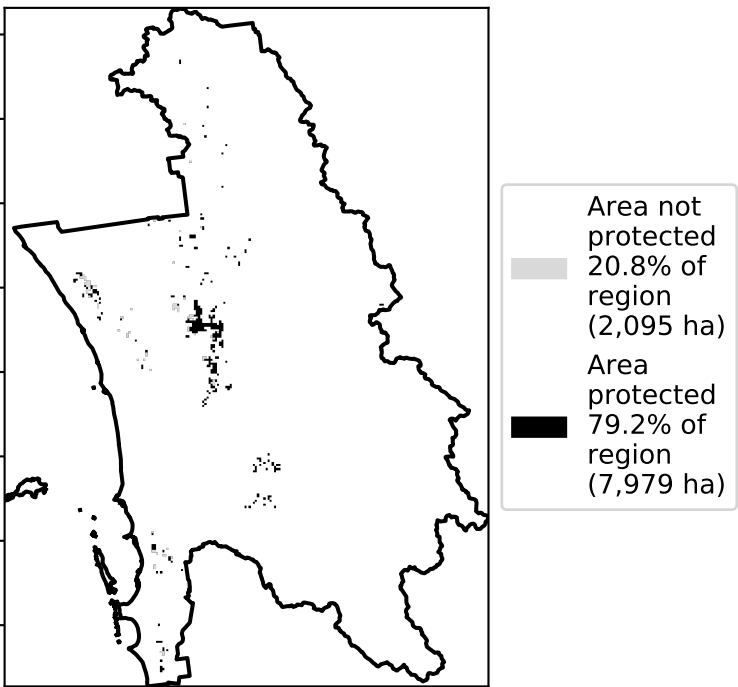 Area not
protected
20.8% of
region
(2,095 ha)
Area
protected
79.2% of
region
(7,979 ha)